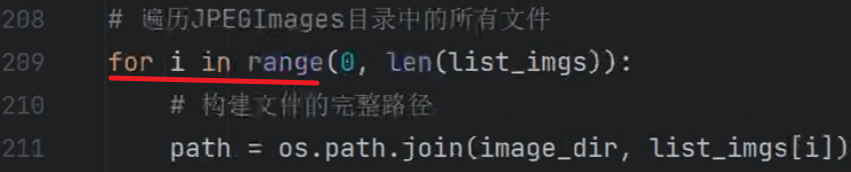 208 # 遍历JPEGImages目录中的所有文件
209 for i in range(0, len(list_imgs)):
210 # 构建文件的完整路径
211 path = os.path.join(image_dir, list_imgs[i])